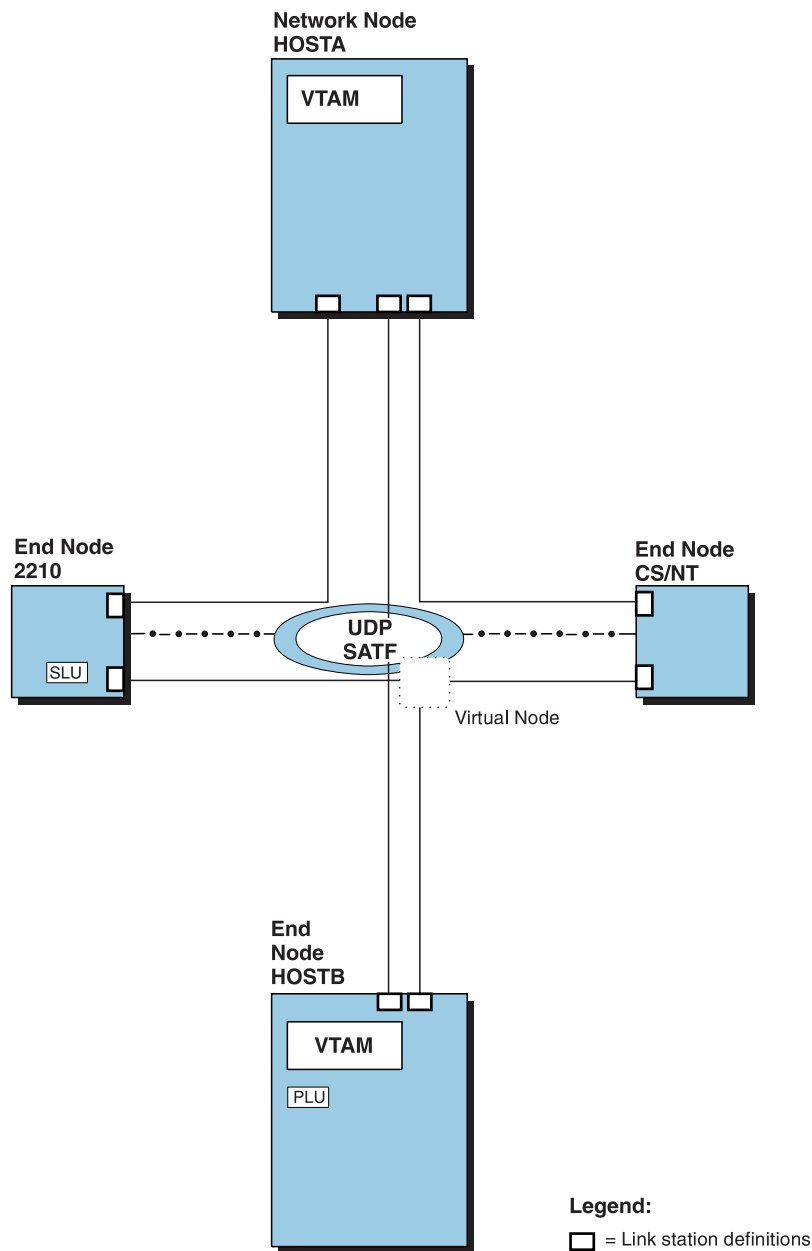 Network Node
HOSTA
VTAM
End Node
2210
End Node
CS/NT
UDP
SATF
SLU
Virtual Node
End
Node
HOSTB
VTAM
PLU
Legend:
= Link station definitions